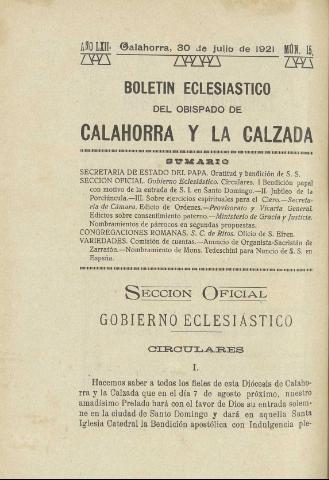 AÑO LXII. Calahorra, 30 de julio de 1921 NÚM. 15.
BOLETIN ECLESIASTICO
DEL OBISPADO DE
CALAHORRA Y LA CALZADA
SUMARIO
SECRETARIA DE ESTADO DEL PAPA. Gratitud y bendición de S. S.
SECCION OFICIAL. Gobierno Eclesiástico. Circulares. I Bendición papal
con motivo de la entrada de S. I. en Santo Domingo.—II. Jubileo de la
Porciúncula.—III. Sobre ejercicios espirituales para el Clero.—Secreta-
ría de Cámara. Edicto de Ordenes.—Provisorato y Vicaría General.
Edictos sobre consentimiento paterno.—Ministerio de Gracia y Justicia.
Nombramientos de párrocos en segundas propuestas.
CONGREGACIONES ROMANAS. S. C. de Ritos. Oficio de S. Efren.
VARIEDADES. Comisión de cuentas.—Anuncio de Organista-Sacristán de
Zarratón.—Nombramiento de Mons. Tedeschini para Nuncio de S. S. en
España.
SECCION OFICIAL
GOBIERNO ECLESIÁSTICO
CIRCULARES
I.
Hacemos saber a todos los fieles de esta Diócesis de Calaho-
rra y la Calzada que en el día 7 de agosto próximo, nuestro
amadísimo Prelado hará con el favor de Dios su entrada solem-
ne en la ciudad de Santo Domingo y dará en aquella Santa
Iglesia Catedral la Bendición apostólica con Indulgencia ple-